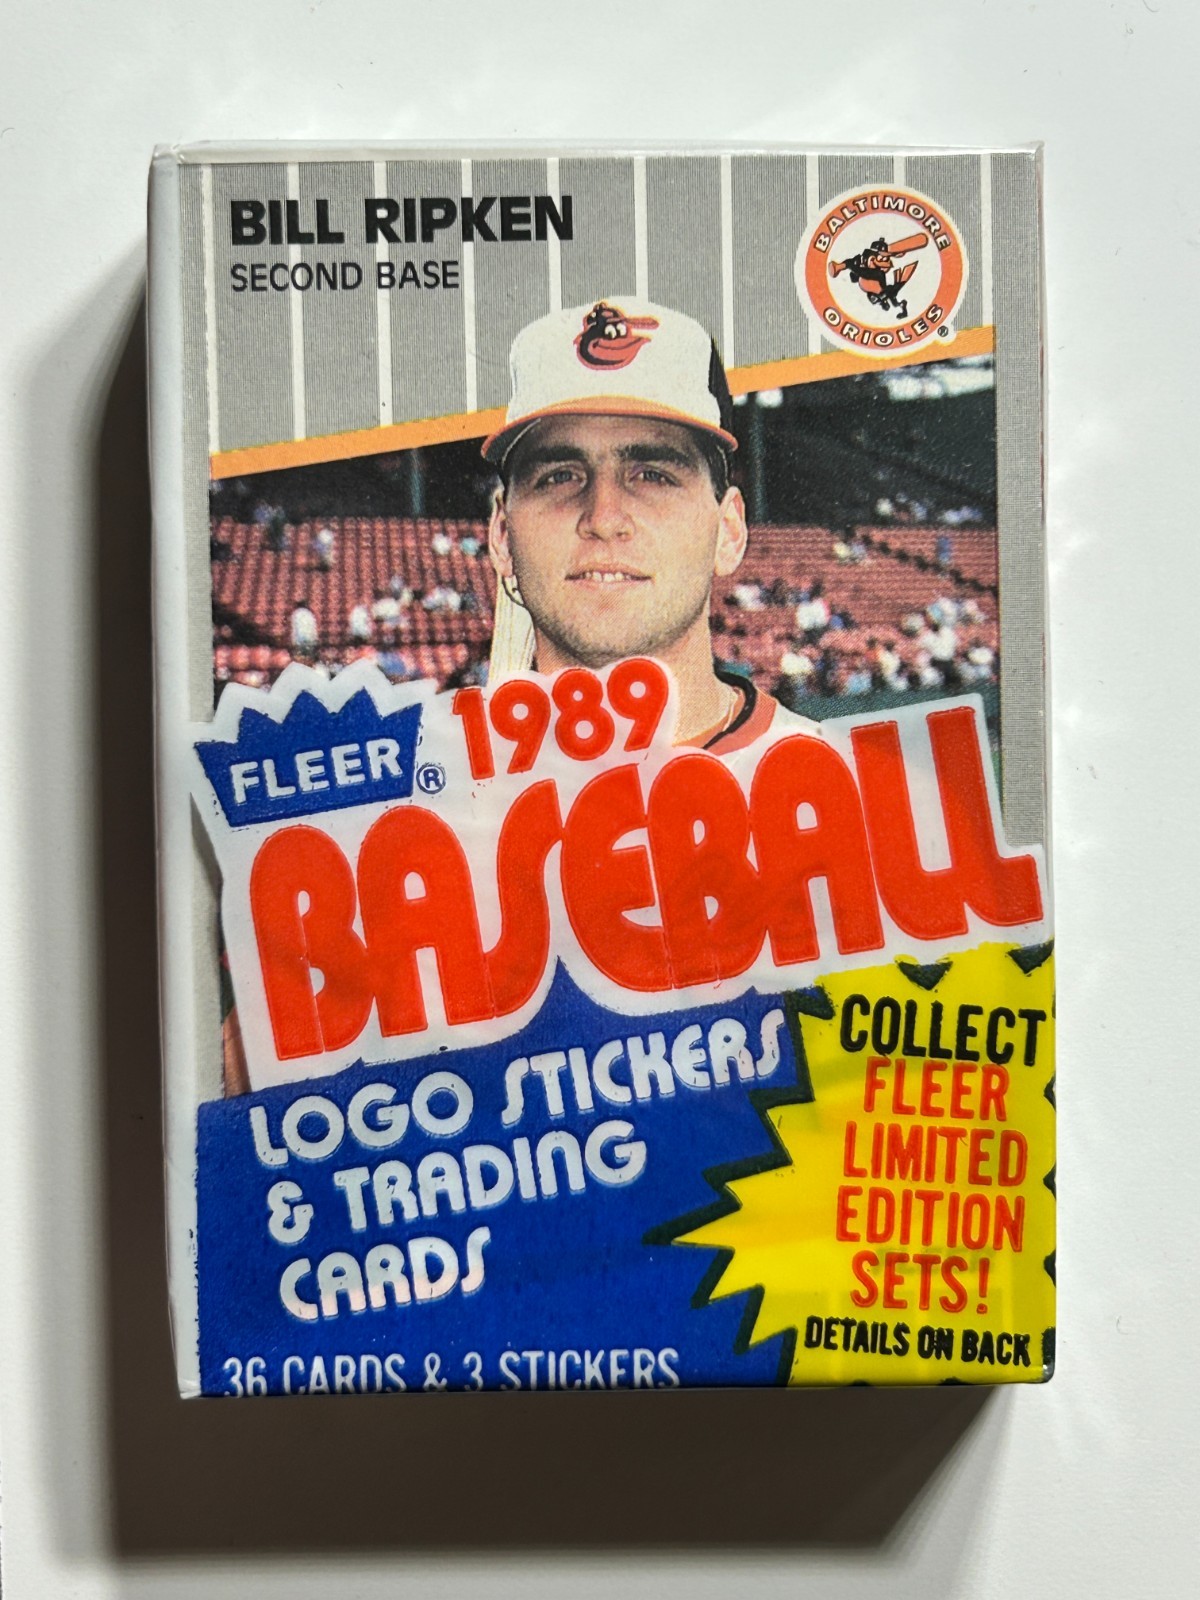 BILL RIPKEN
SECOND BASE
BALTIMORE
ORIOLES®
FLEER®
1989
BASEBALL
LOGO STICKERS
& TRADING
CARDS
36 CARDS & 3 STICKERS
COLLECT
FLEER
LIMITED
EDITION
SETS!
DETAILS ON BACK